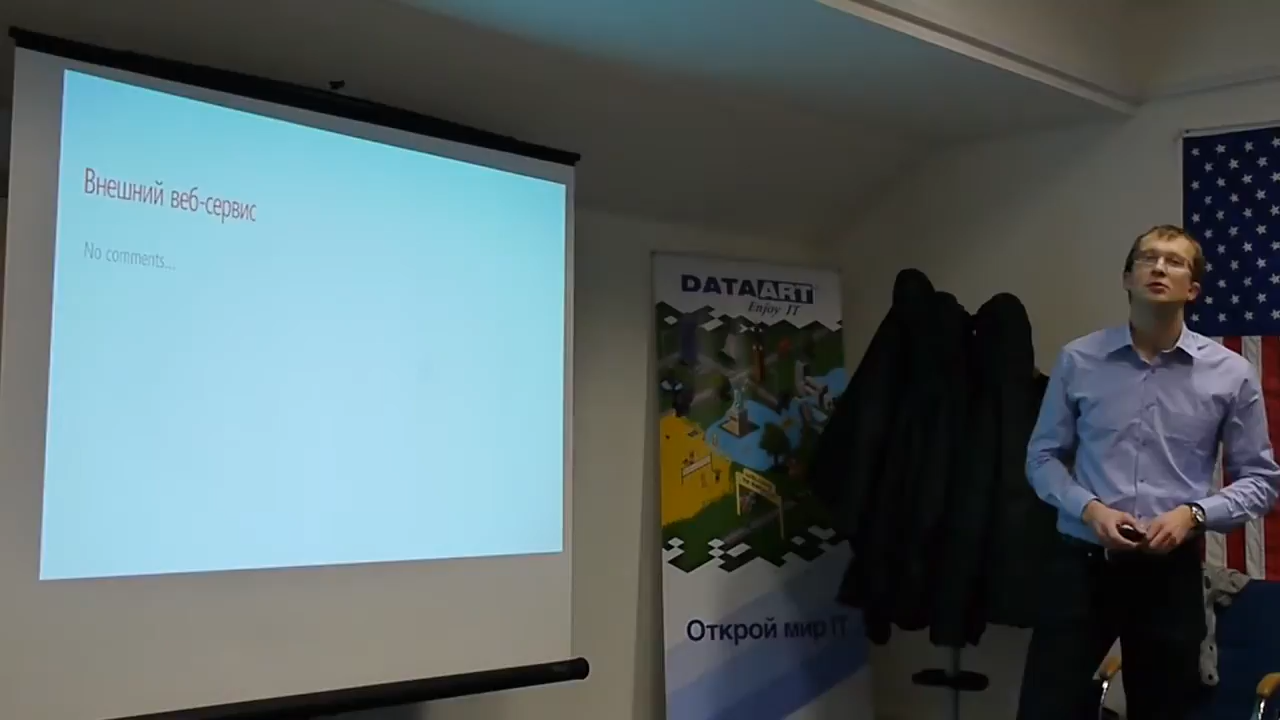 Внешний веб-сервис
No comments...
DATAART
Enjoy IT
Открой мир IT